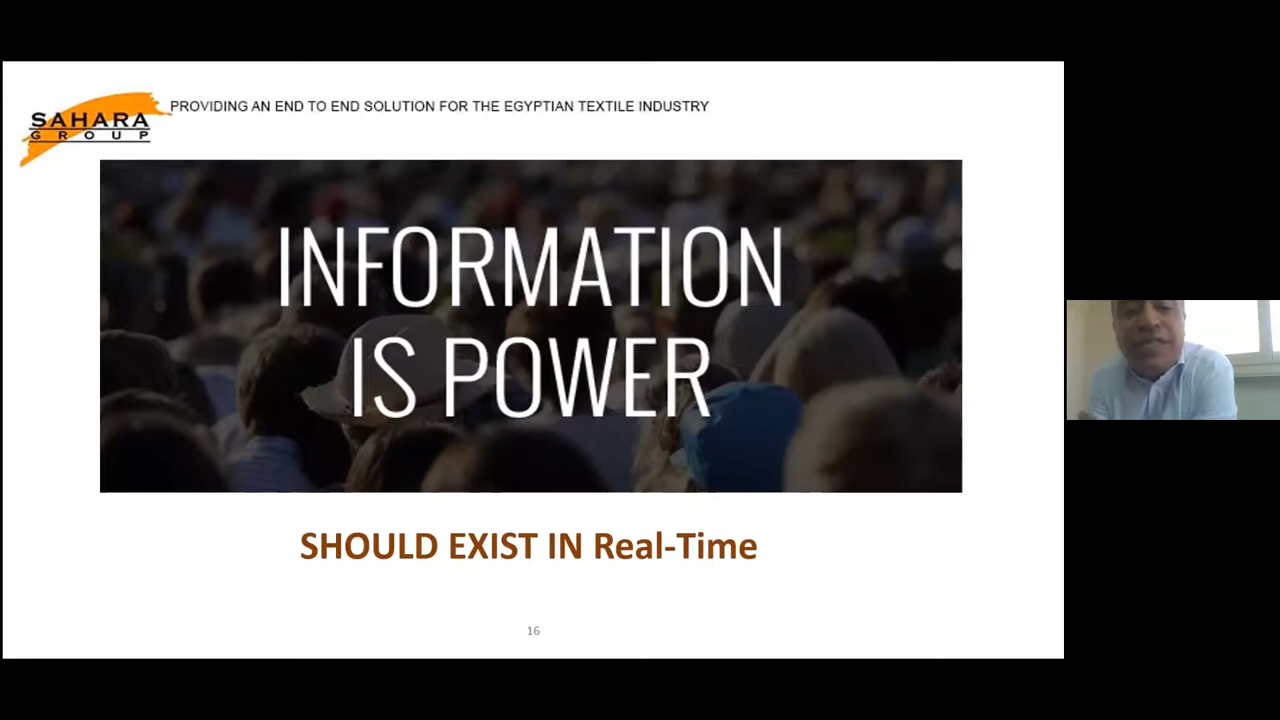 SAHARA
GROUP
PROVIDING AN END TO END SOLUTION FOR THE EGYPTIAN TEXTILE INDUSTRY
INFORMATION
IS POWER
SHOULD EXIST IN Real-Time
16